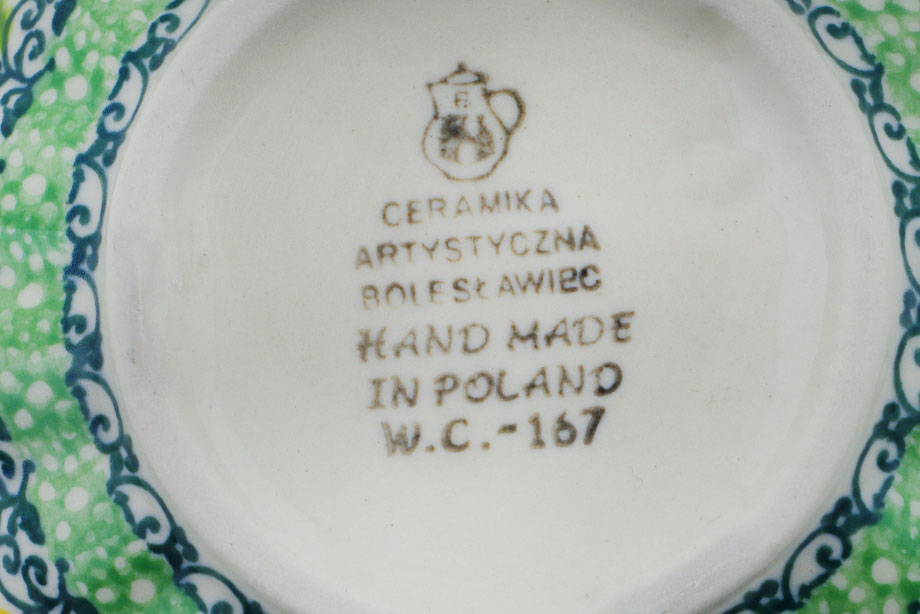 CERAMIKA
ARTYSTYCZNA
BOLESŁAWIEC
HAND MADE
IN POLAND
W.C.-167